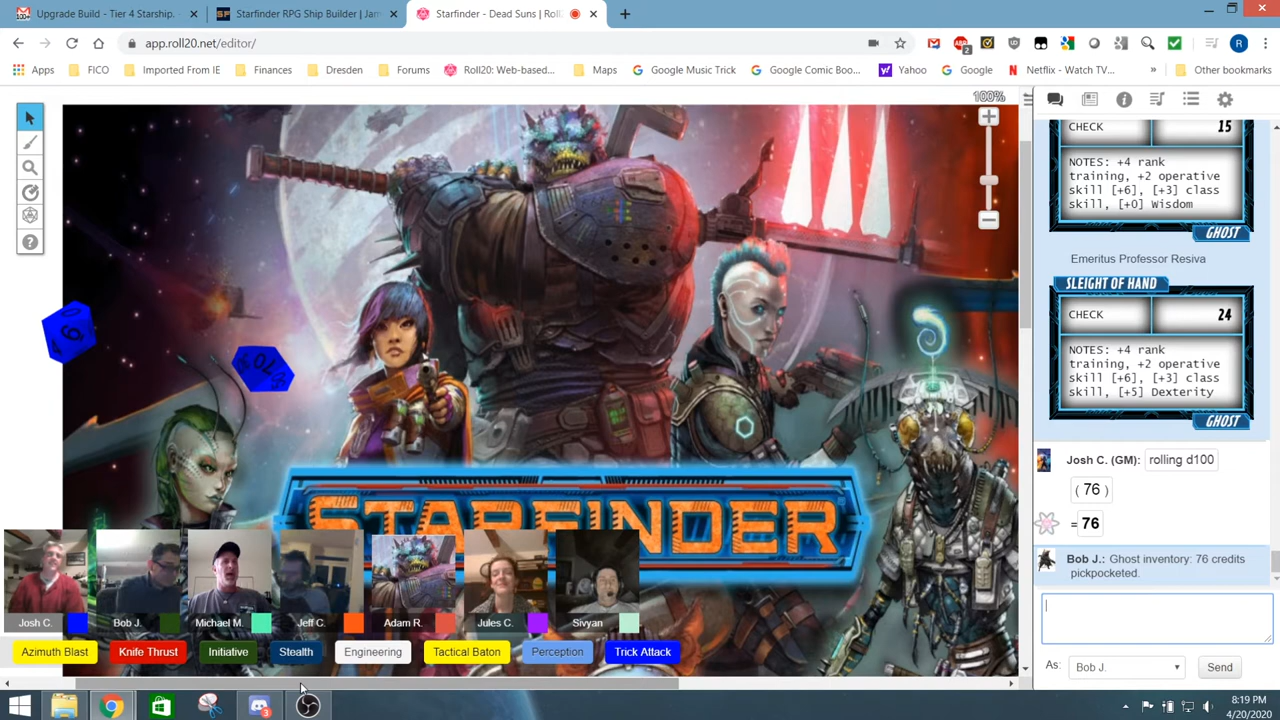 100+
Upgrade Build - Tier 4 Starship.
Starfinder RPG Ship Builder | Jam
Starfinder - Dead Suns | Roll2
app.roll20.net/editor/
2
R
Apps
FICO
Imported From IE
Finances
Dresden
Forums
Roll20: Web-based...
Maps
Google Music Trick
Google Comic Boo...
Yahoo
Google
Netflix - Watch TV...
»
Other bookmarks
100%
CHECK 15
NOTES: +4 rank
training, +2 operative
skill [+6], [+3] class
skill, [+0] Wisdom
GHOST
Emeritus Professor Resiva
SLEIGHT OF HAND
CHECK 24
NOTES: +4 rank
training, +2 operative
skill [+6], [+3] class
skill, [+5] Dexterity
GHOST
Josh C. (GM): rolling d100
( 76 )
= 76
Bob J.: Ghost inventory: 76 credits
pickpocketed.
As: Bob J. Send
STARFINDER
Josh C.
Bob J.
Michael M.
Jeff C.
Adam R.
Jules C.
Sivyan
Azimuth Blast
Knife Thrust
Initiative
Stealth
Engineering
Tactical Baton
Perception
Trick Attack
3
8:19 PM
4/20/2020